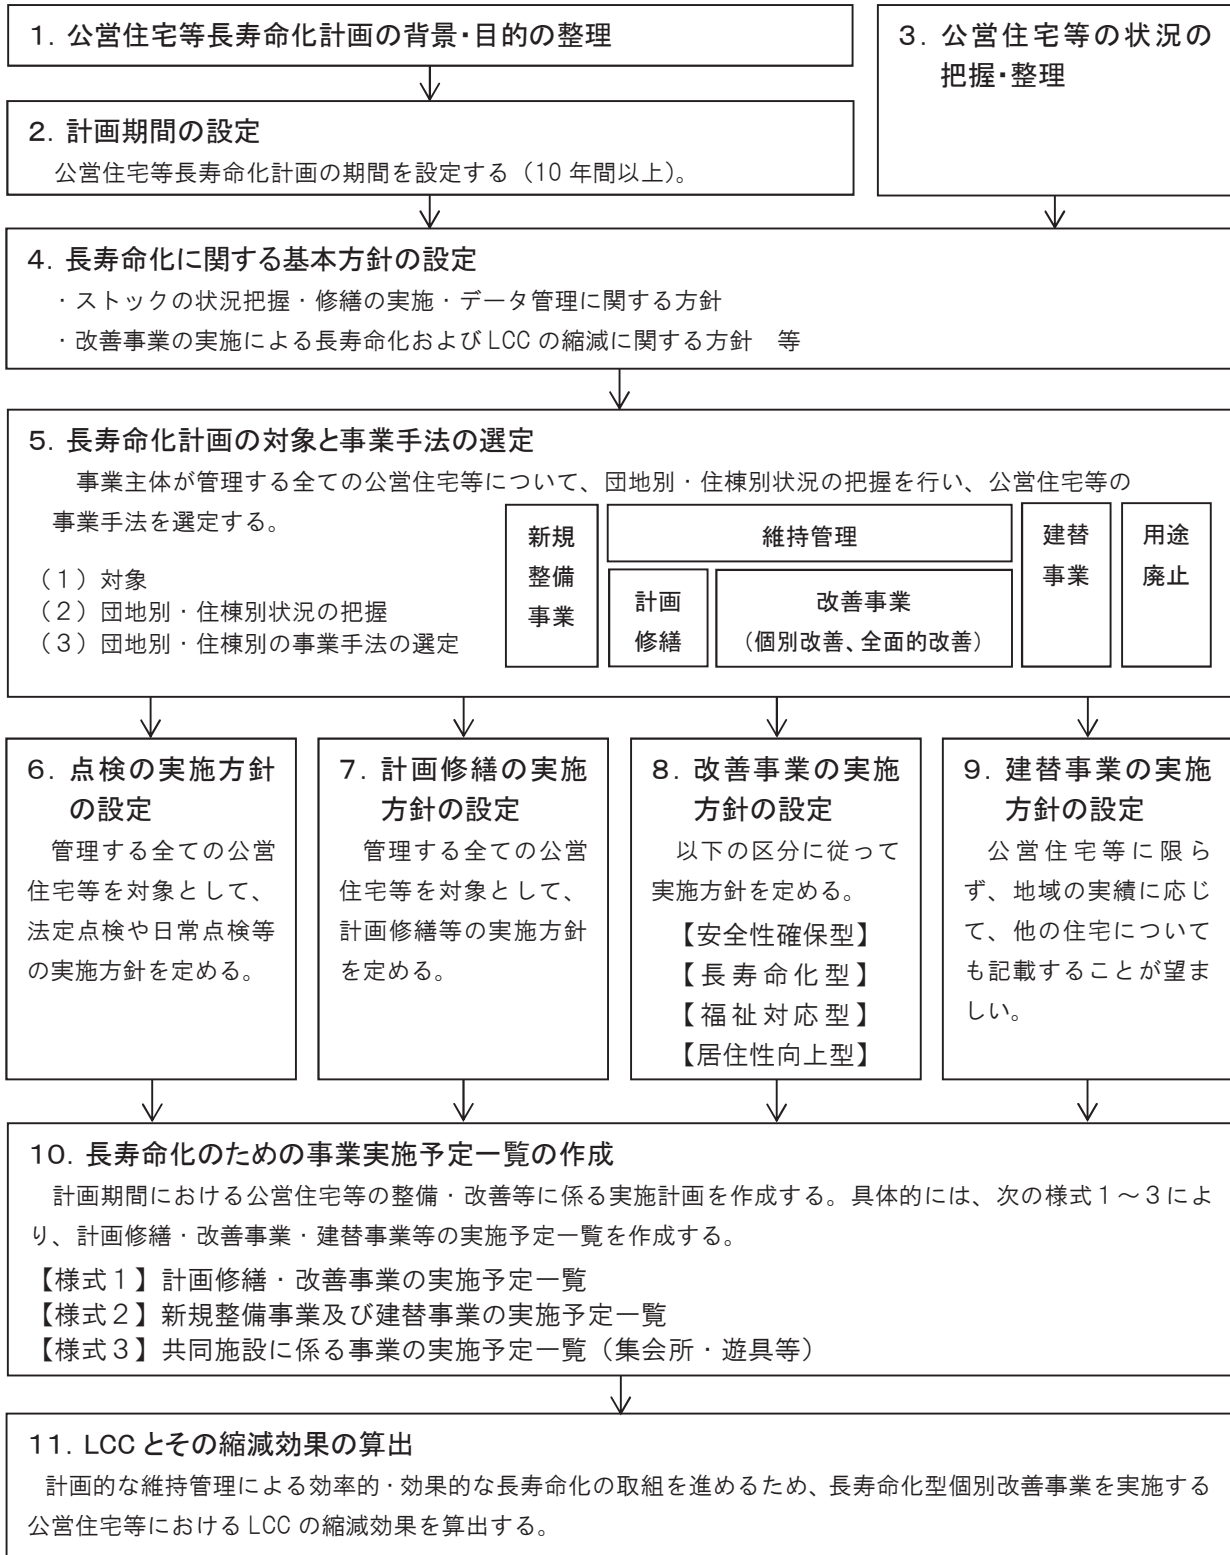 1．公営住宅等長寿命化計画の背景・目的の整理
3．公営住宅等の状況の
把握・整理
2．計画期間の設定
公営住宅等長寿命化計画の期間を設定する（10年間以上）。
4．長寿命化に関する基本方針の設定
・ストックの状況把握・修繕の実施・データ管理に関する方針
・改善事業の実施による長寿命化およびLCCの縮減に関する方針　等
5．長寿命化計画の対象と事業手法の選定
事業主体が管理する全ての公営住宅等について、団地別・住棟別状況の把握を行い、公営住宅等の
事業手法を選定する。
（1）対象
（2）団地別・住棟別状況の把握
（3）団地別・住棟別の事業手法の選定
新規
整備
事業
維持管理
計画
修繕
改善事業
（個別改善、全面的改善）
建替
事業
用途
廃止
6．点検の実施方針
の設定
管理する全ての公営
住宅等を対象として、
法定点検や日常点検等
の実施方針を定める。
7．計画修繕の実施
方針の設定
管理する全ての公営
住宅等を対象として、
計画修繕等の実施方針
を定める。
8．改善事業の実施
方針の設定
以下の区分に従って
実施方針を定める。
【安全性確保型】
【長寿命化型】
【福祉対応型】
【居住性向上型】
9．建替事業の実施
方針の設定
公営住宅等に限ら
ず、地域の実績に応じ
て、他の住宅について
も記載することが望ま
しい。
10．長寿命化のための事業実施予定一覧の作成
計画期間における公営住宅等の整備・改善等に係る実施計画を作成する。具体的には、次の様式1～3によ
り、計画修繕・改善事業・建替事業等の実施予定一覧を作成する。
【様式1】計画修繕・改善事業の実施予定一覧
【様式2】新規整備事業及び建替事業の実施予定一覧
【様式3】共同施設に係る事業の実施予定一覧（集会所・遊具等）
11．LCCとその縮減効果の算出
計画的な維持管理による効率的・効果的な長寿命化の取組を進めるため、長寿命化型個別改善事業を実施する
公営住宅等におけるLCCの縮減効果を算出する。